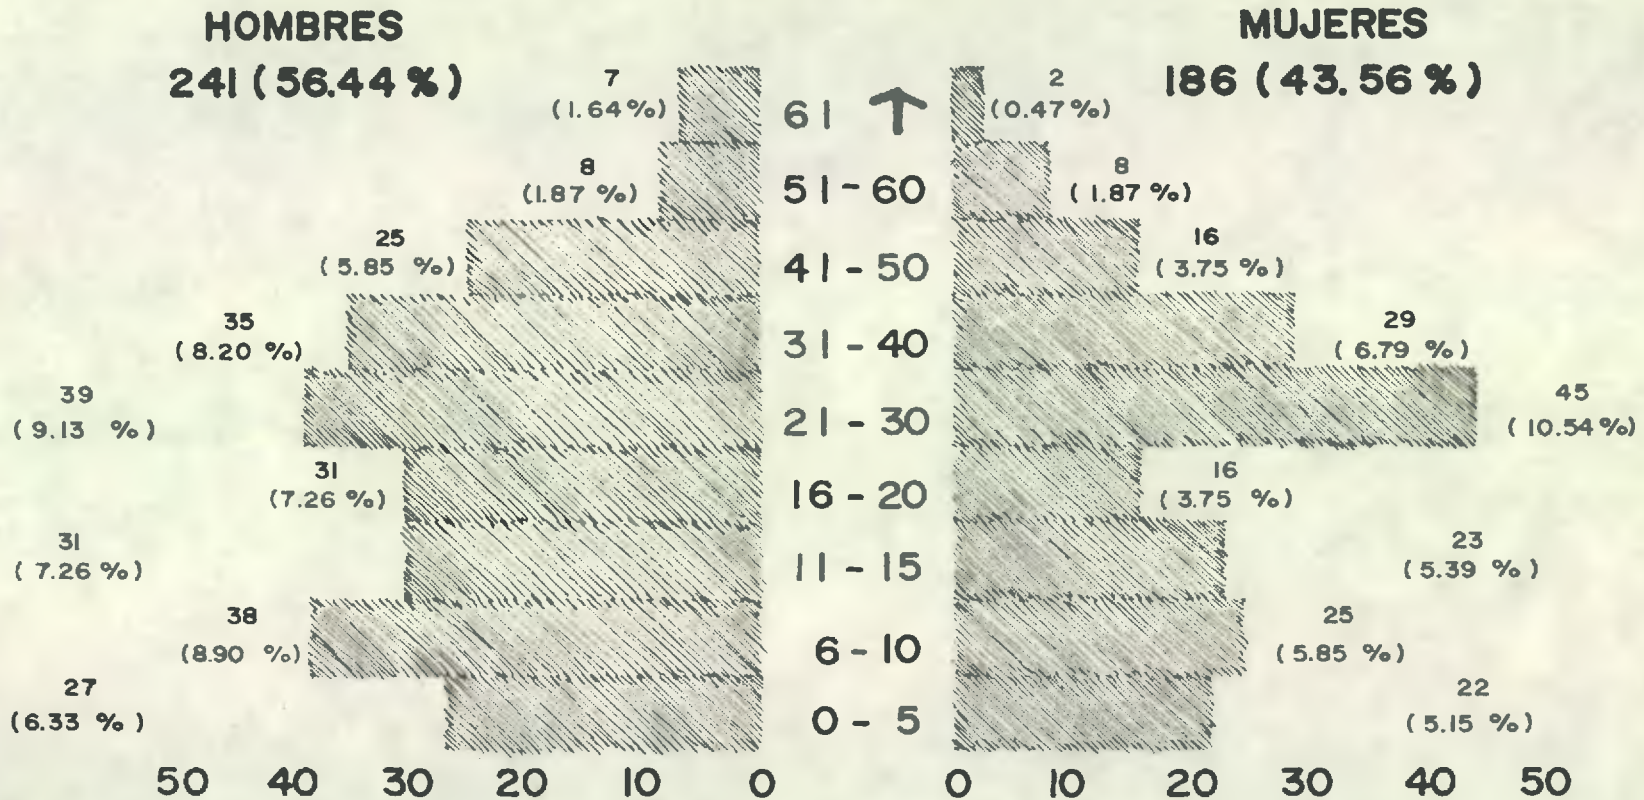 HOMBRES
241 (56.44 %)
MUJERES
186 (43.56 %)
7
(1.64 %)
61 ↑
2
(0.47 %)
8
(1.87 %)
51 - 60
8
( 1.87 %)
25
( 5.85 %)
41 - 50
16
( 3.75 %)
35
( 8.20 %)
31 - 40
29
( 6.79 %)
39
( 9.13 %)
21 - 30
45
( 10.54 %)
31
(7.26 %)
16 - 20
16
( 3.75 %)
31
( 7.26 %)
11 - 15
23
( 5.39 %)
38
(8.90 %)
6 - 10
25
( 5.85 %)
27
(6.33 %)
0 - 5
22
( 5.15 %)
50 40 30 20 10 0 0 10 20 30 40 50